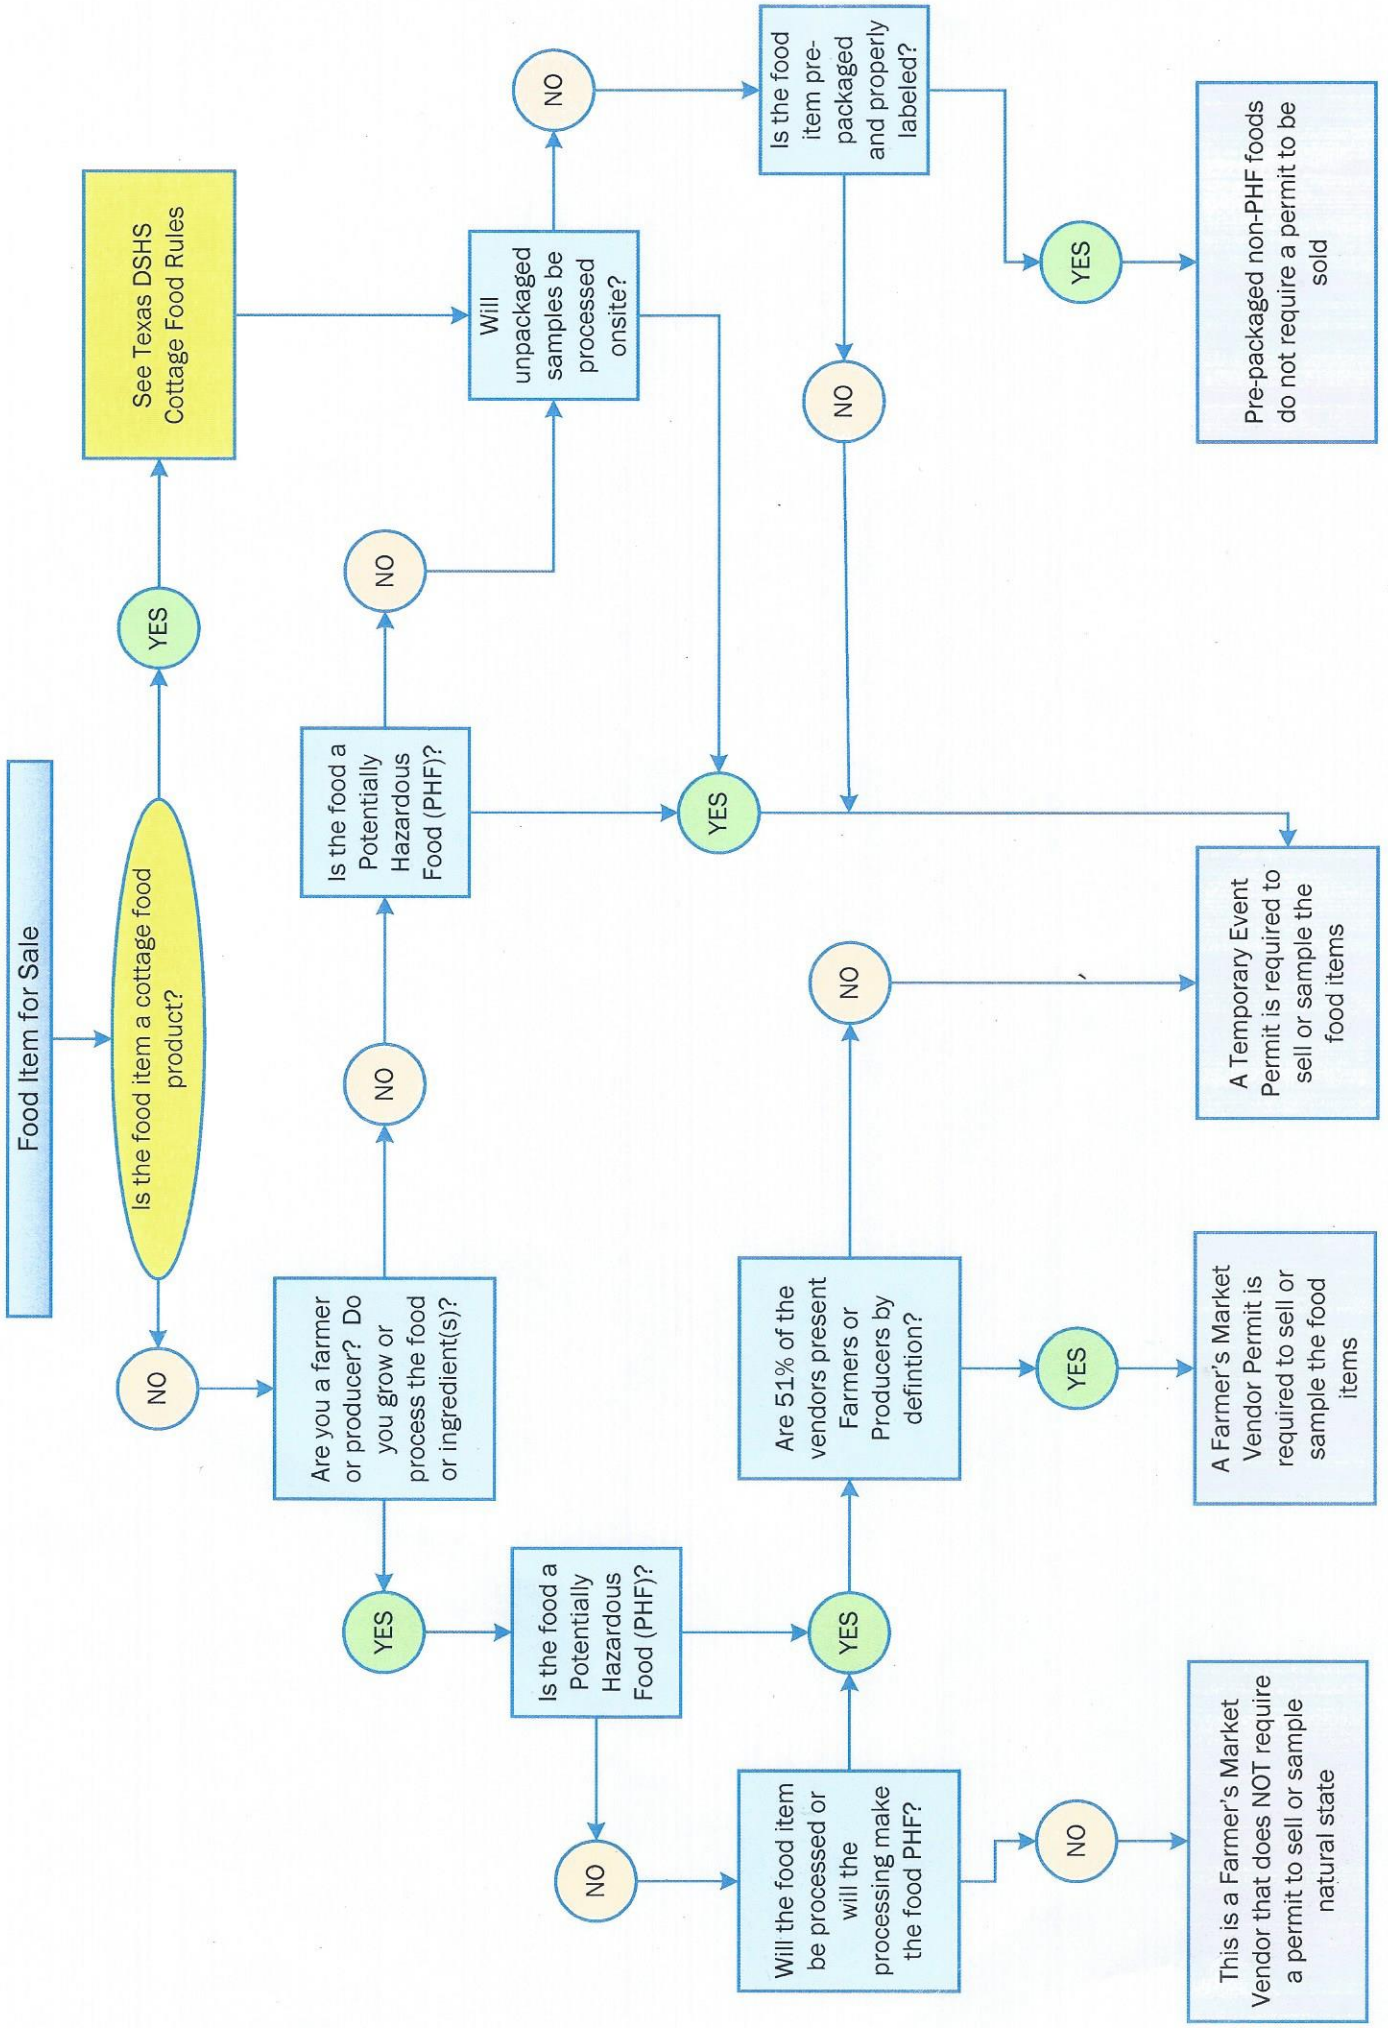 Food Item for Sale
Is the food item a cottage food
product?
NO
YES
See Texas DSHS
Cottage Food Rules
Are you a farmer
or producer?  Do
you grow or
process the food
or ingredient(s)?
YES
NO
Is the food a
Potentially
Hazardous
Food (PHF)?
NO
Is the food a
Potentially
Hazardous
Food (PHF)?
Will
unpackaged
samples be
processed
onsite?
NO
NO
YES
YES
Will the food item
be processed or
will the
processing make
the food PHF?
YES
Are 51% of the
vendors present
Farmers or
Producers by
defintion?
NO
NO
Is the food
item pre-
packaged
and properly
labeled?
NO
YES
YES
This is a Farmer's Market
Vendor that does NOT require
a permit to sell or sample
natural state
A Farmer's Market
Vendor Permit is
required to sell or
sample the food
items
A Temporary Event
Permit is required to
sell or sample the
food items
Pre-packaged non-PHF foods
do not require a permit to be
sold